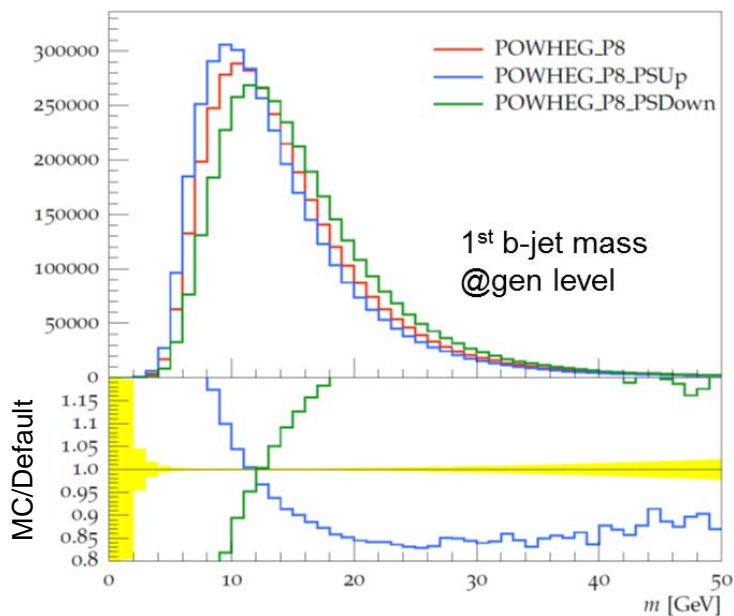 300000
250000
200000
150000
100000
50000
0
POWHEG_P8
POWHEG_P8_PSUp
POWHEG_P8_PSDown
1st b-jet mass
@gen level
MC/Default
1.15
1.1
1.05
1.0
0.95
0.9
0.85
0.8
0 10 20 30 40 50
m [GeV]